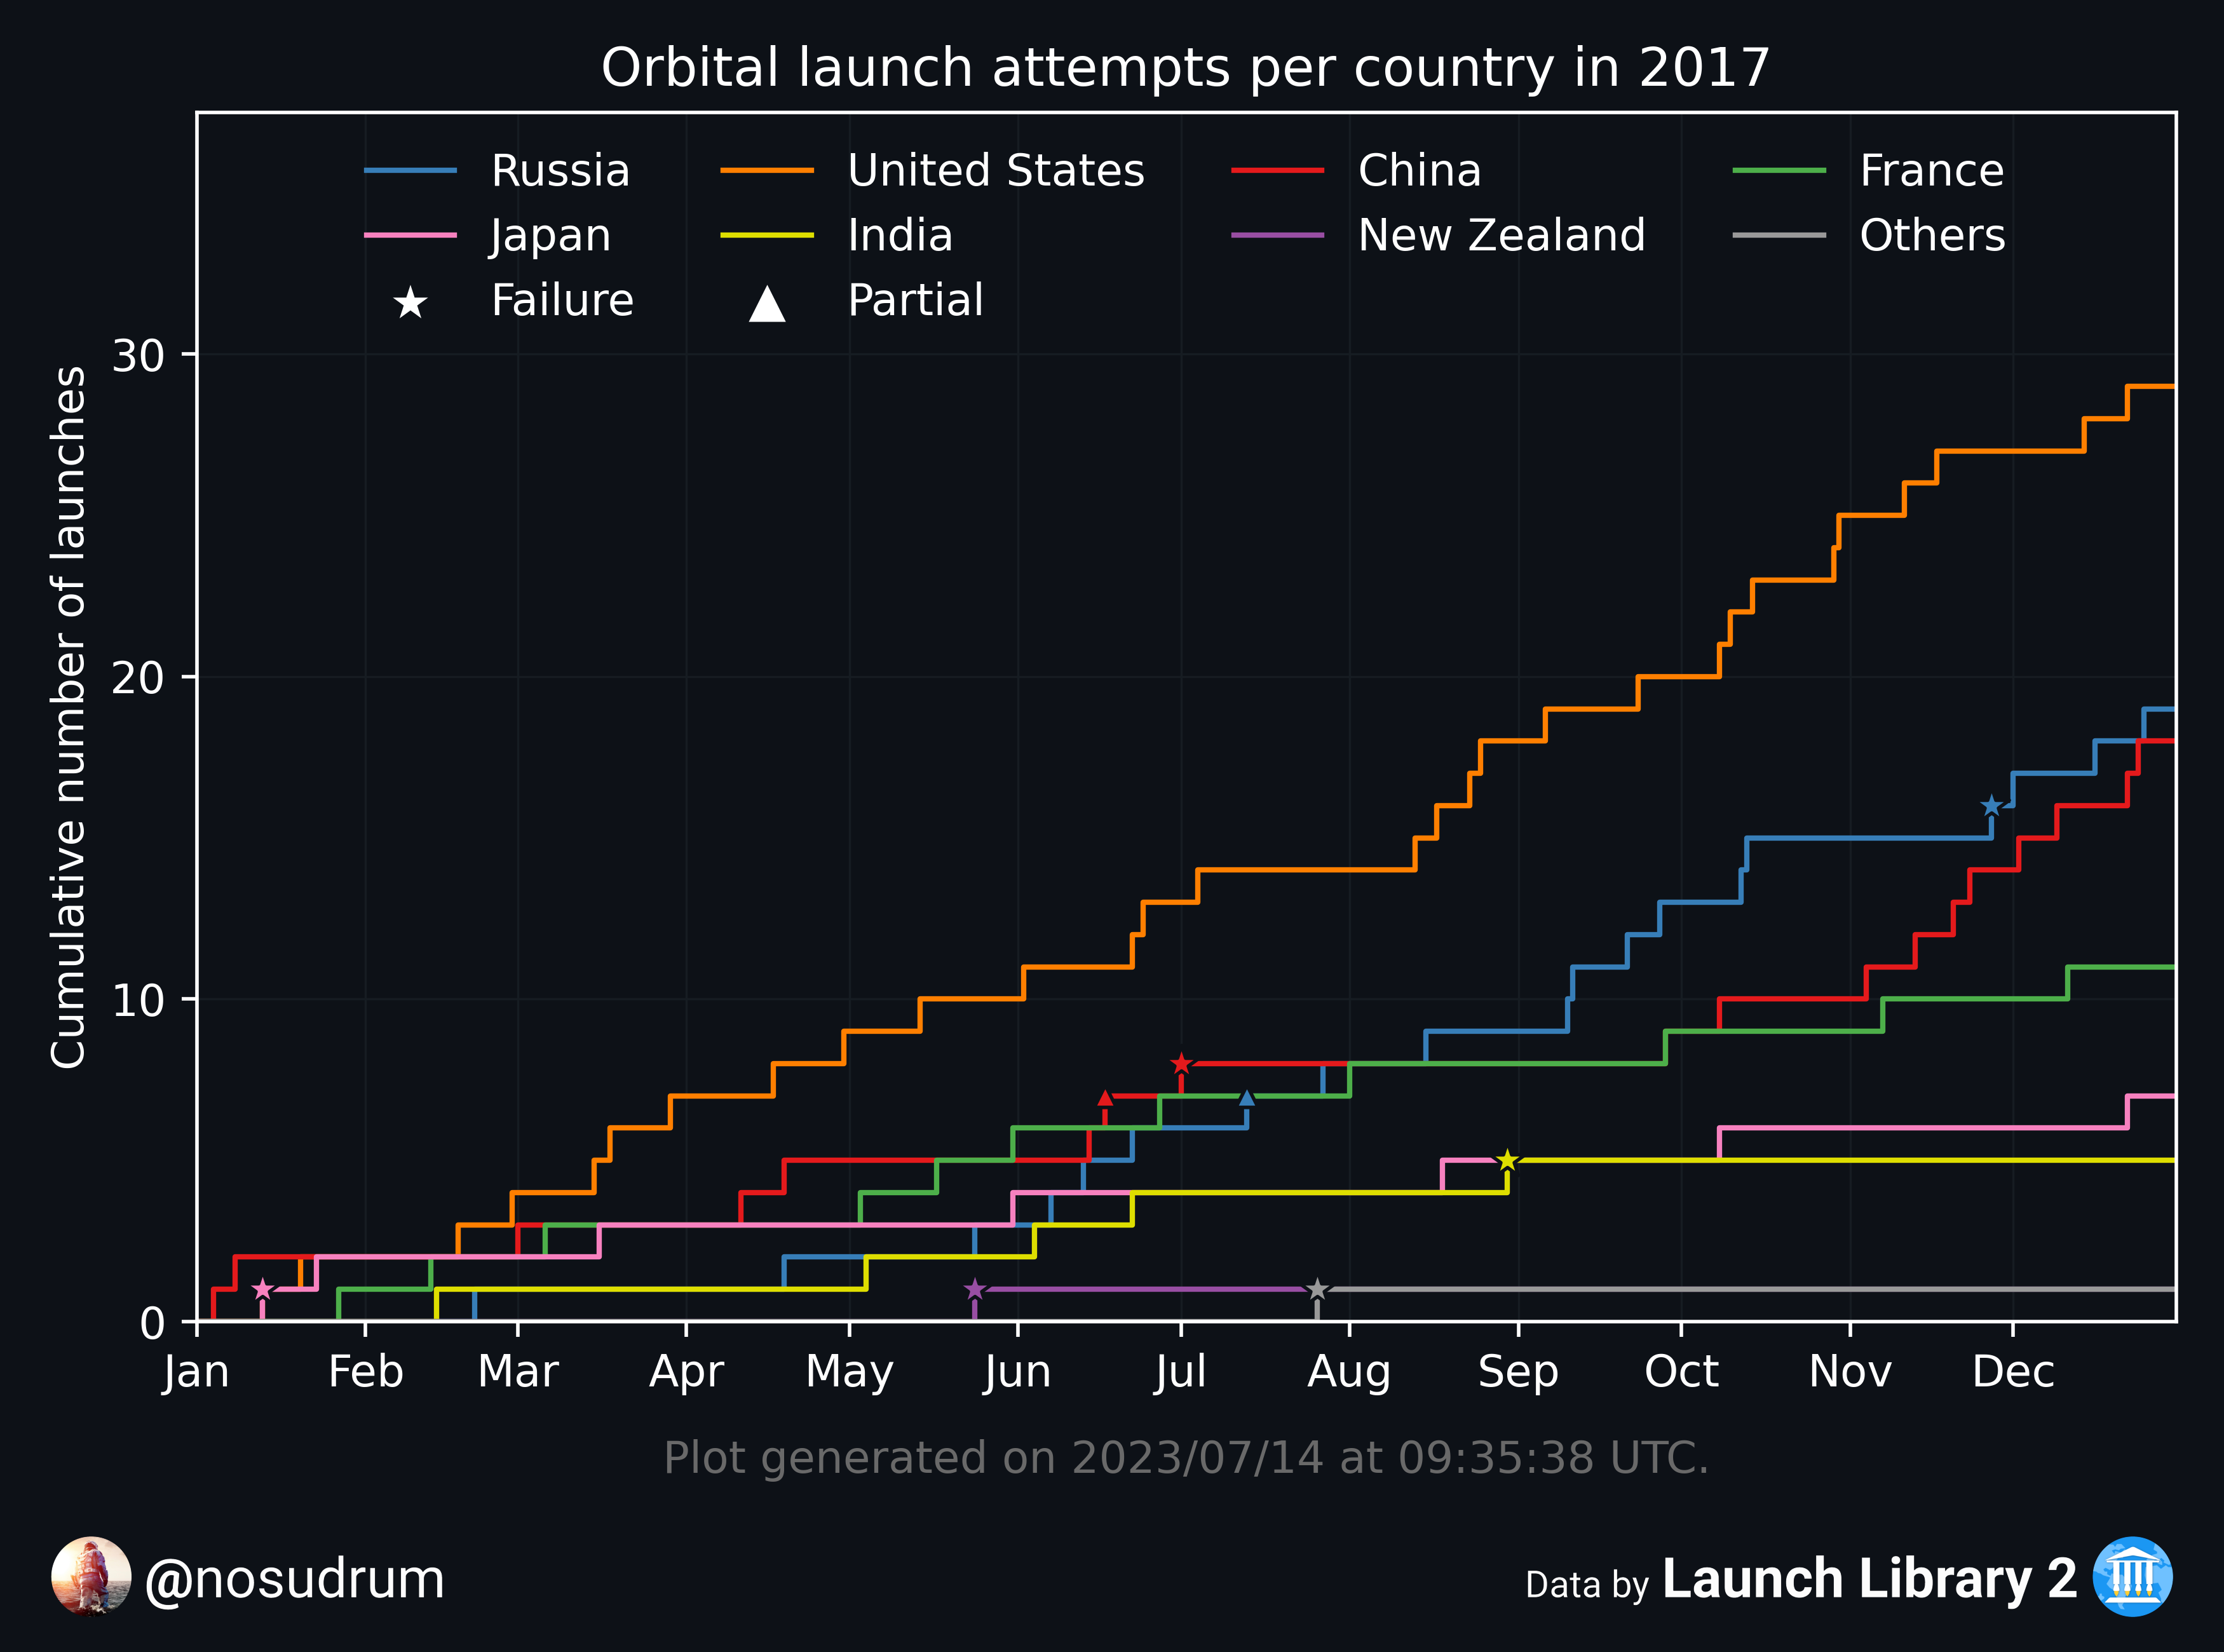 Orbital launch attempts per country in 2017
Russia United States China France
Japan India New Zealand Others
Failure Partial
Cumulative number of launches
30
20
10
0
Jan Feb Mar Apr May Jun Jul Aug Sep Oct Nov Dec
Plot generated on 2023/07/14 at 09:35:38 UTC.
@nosudrum
Data by Launch Library 2